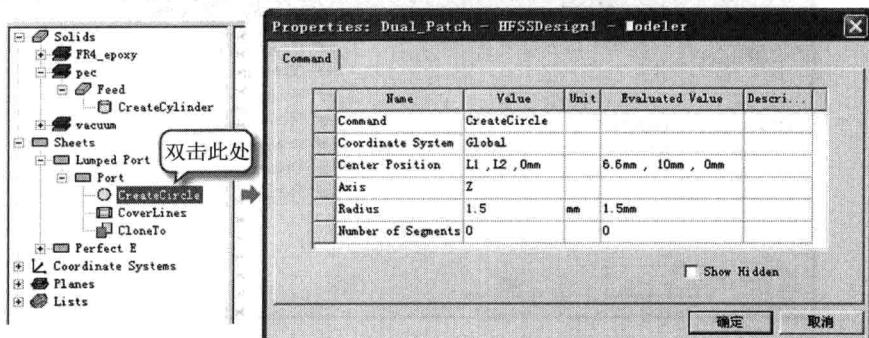 Solids
FR4_epoxy
pec
Feed
CreateCylinder
vacuum
Sheets
Lumped Port
Port
CreateCircle
CoverLines
CloneTo
Perfect E
Coordinate Systems
Planes
Lists
双击此处
Properties: Dual_Patch - HFSSDesign1 - Modeler
Command
Name Value Unit Evaluated Value Descri...
Command CreateCircle
Coordinate System Global
Center Position L1 ,L2 ,0mm 6.6mm , 10mm , 0mm
Axis Z
Radius 1.5 mm 1.5mm
Number of Segments 0 0
Show Hidden
确定 取消